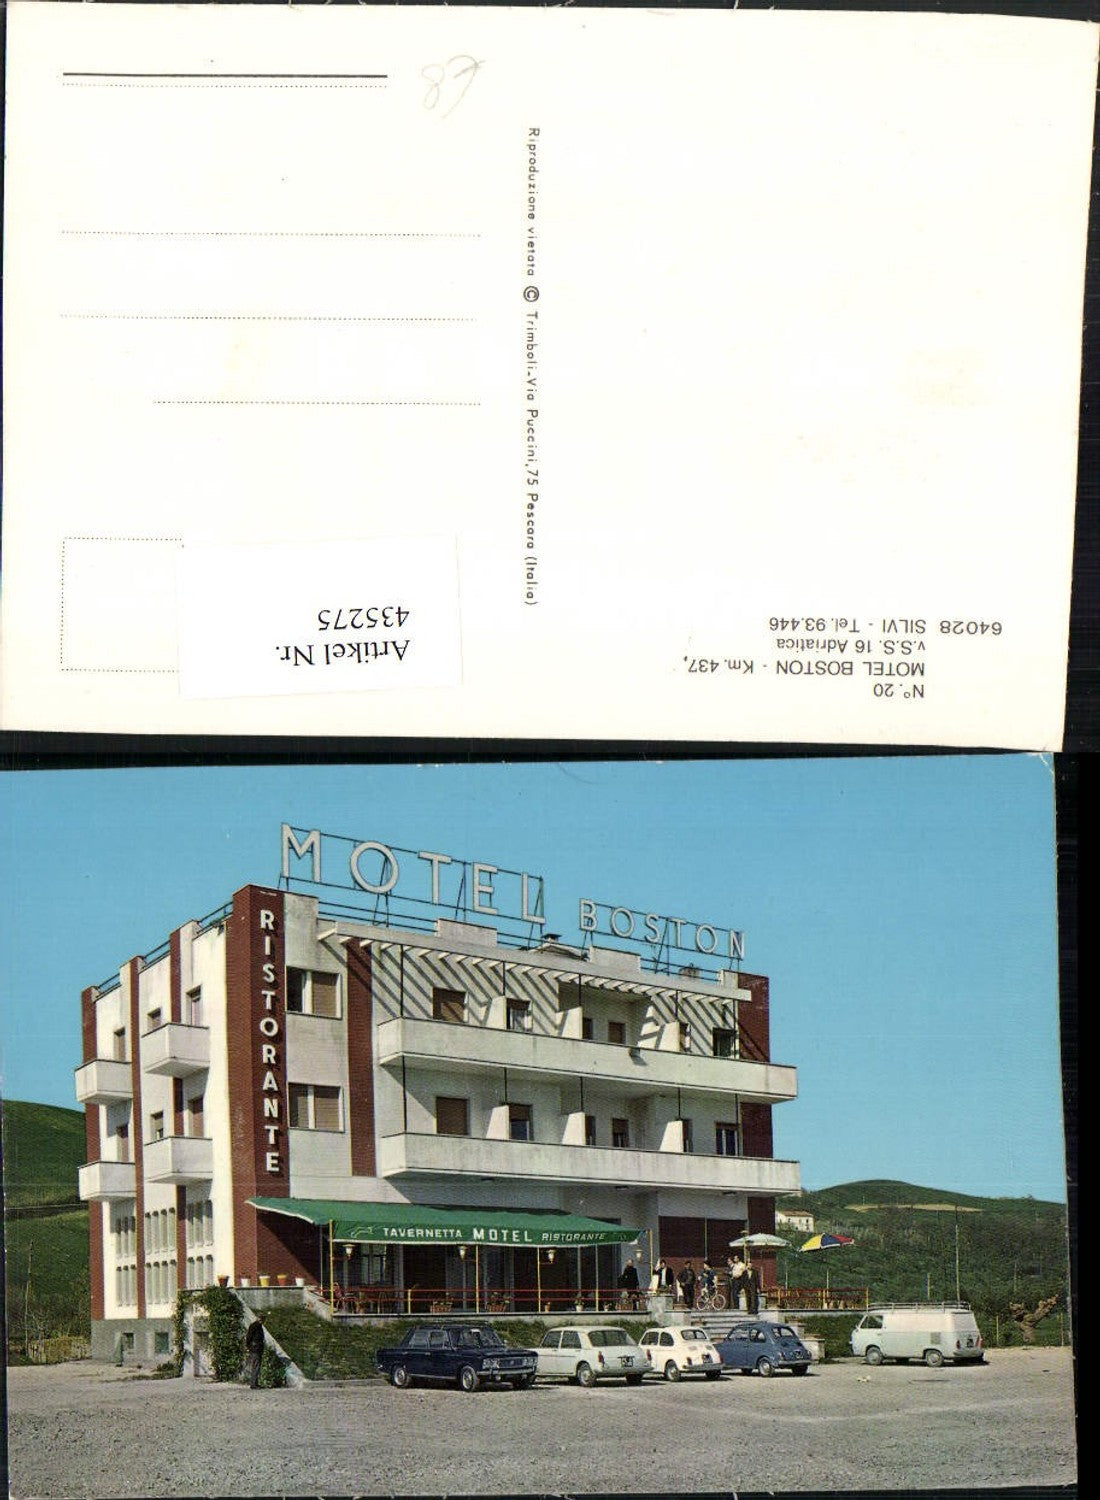 8€
Riproduzione vietata © Trimboli-Via Puccini,75 Pescara (Italia)
Artikel Nr.
435275
N°. 20
MOTEL BOSTON - Km. 437,
v.S.S. 16 Adriatica
64028 SILVI - Tel. 93.446
MOTEL BOSTON
RISTORANTE
TAVERNETTA MOTEL RISTORANTE